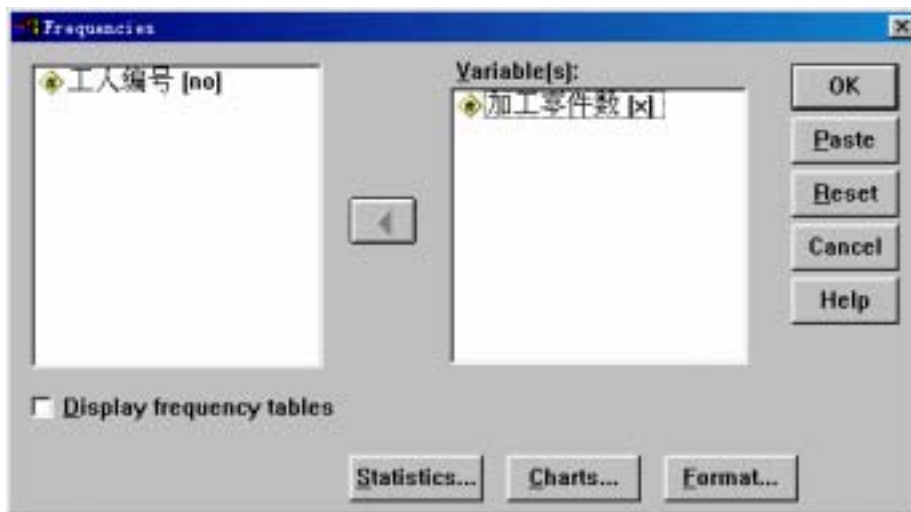 Frequencies
工人编号 [no]
Variable(s):
加工零件数 [x]
OK
Paste
Reset
Cancel
Help
Display frequency tables
Statistics...
Charts...
Format...